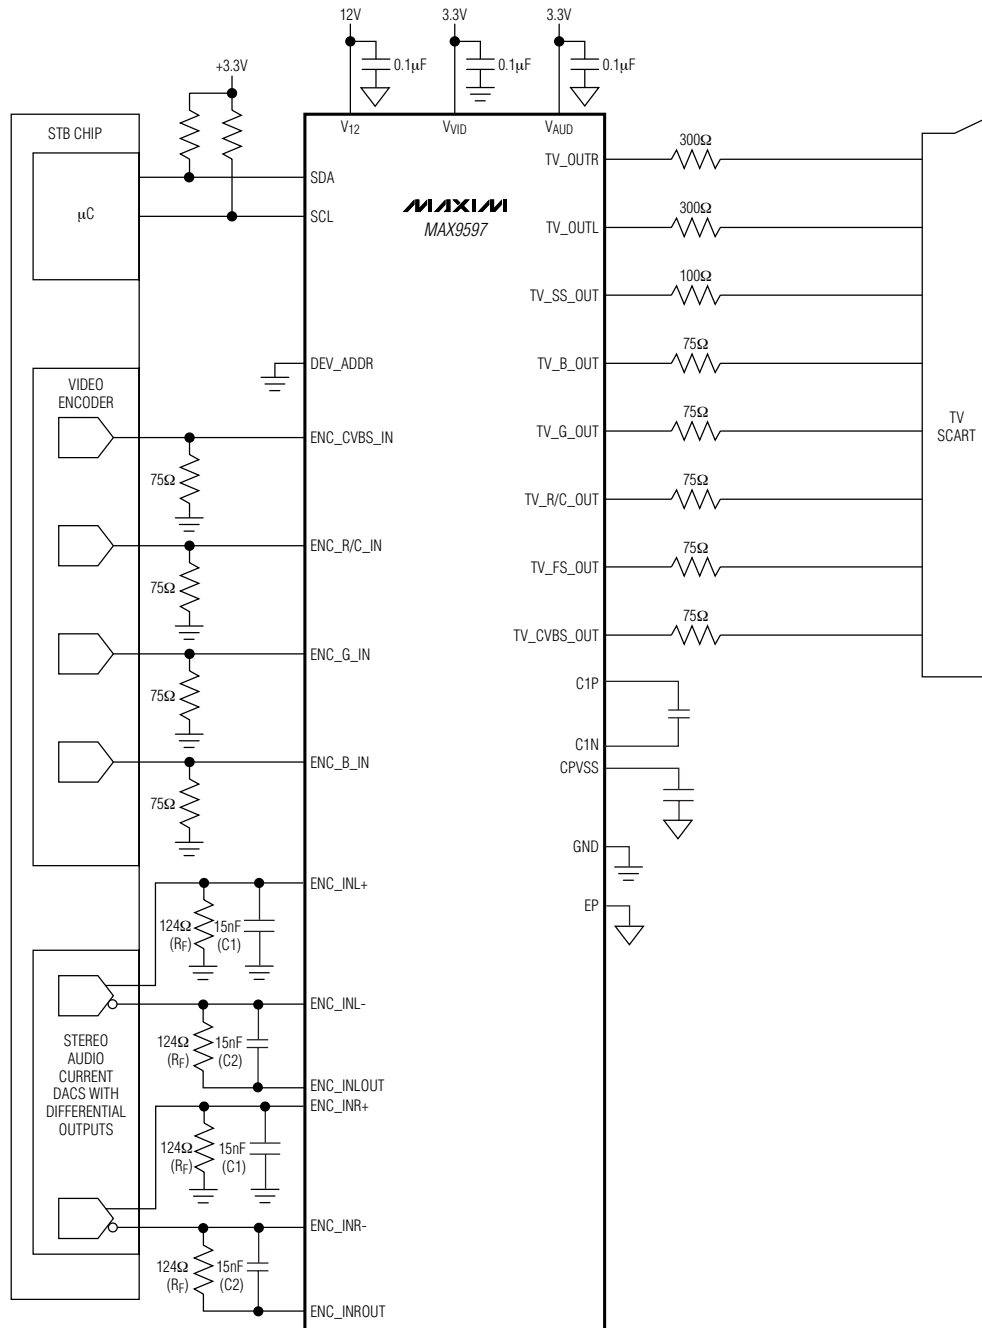 12V
3.3V
3.3V
0.1µF
0.1µF
0.1µF
+3.3V
STB CHIP
µC
V12
VVID
VAUD
SDA
SCL
MAXIM
MAX9597
DEV_ADDR
VIDEO
ENCODER
ENC_CVBS_IN
75Ω
ENC_R/C_IN
75Ω
ENC_G_IN
75Ω
ENC_B_IN
75Ω
ENC_INL+
124Ω
(RF)
15nF
(C1)
ENC_INL-
124Ω
(RF)
15nF
(C2)
STEREO
AUDIO
CURRENT
DACS WITH
DIFFERENTIAL
OUTPUTS
ENC_INLOUT
ENC_INR+
124Ω
(RF)
15nF
(C1)
ENC_INR-
124Ω
(RF)
15nF
(C2)
ENC_INROUT
TV_OUTR
300Ω
TV_OUTL
300Ω
TV_SS_OUT
100Ω
TV_B_OUT
75Ω
TV_G_OUT
75Ω
TV_R/C_OUT
75Ω
TV_FS_OUT
75Ω
TV_CVBS_OUT
75Ω
TV
SCART
C1P
C1N
CPVSS
GND
EP